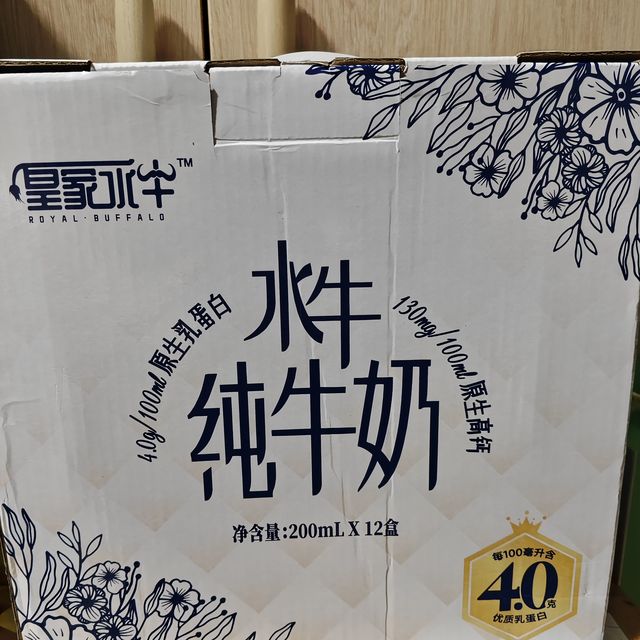 皇家水牛™
ROYAL·BUFFALO
水牛
纯牛奶
4.0g/100ml 原生乳蛋白
130mg/100ml 原生高钙
净含量:200mL X 12盒
每100毫升含
4.0克
优质乳蛋白